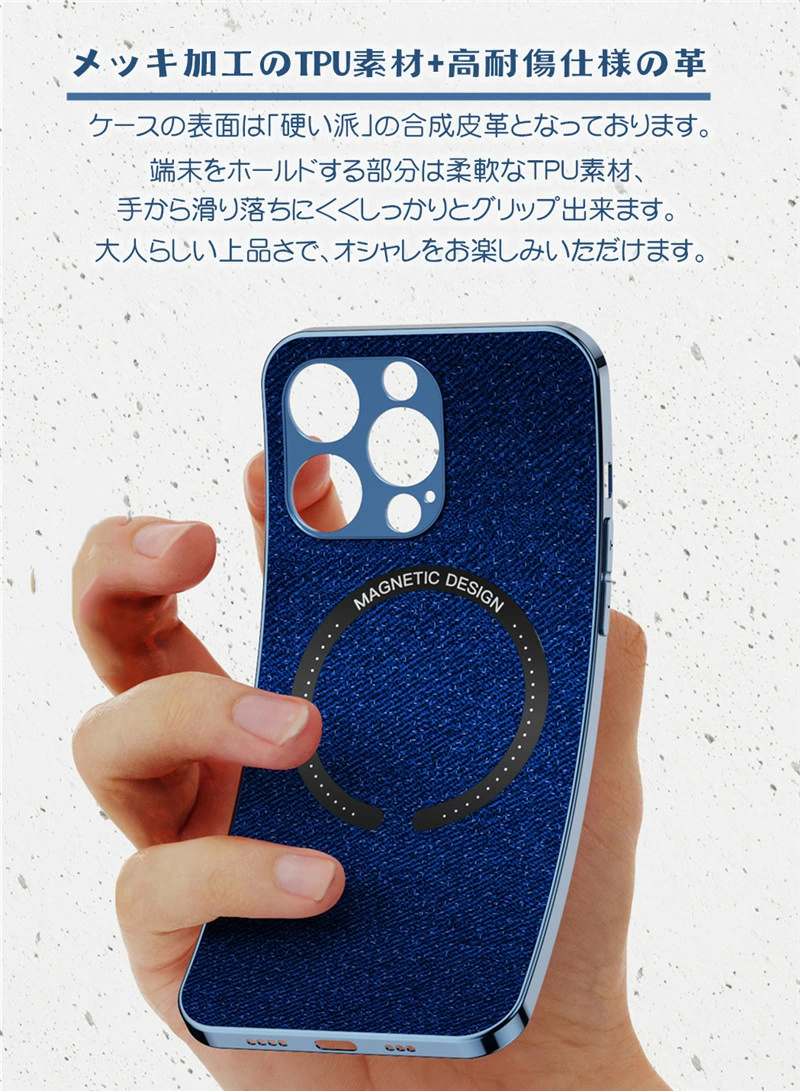 メッキ加工のTPU素材+高耐傷仕様の革
ケースの表面は「硬い派」の合成皮革となっております。
端末をホールドする部分は柔軟なTPU素材、
手から滑り落ちにくくしっかりとグリップ出来ます。
大人らしい上品さで、オシャレをお楽しみいただけます。
MAGNETIC DESIGN